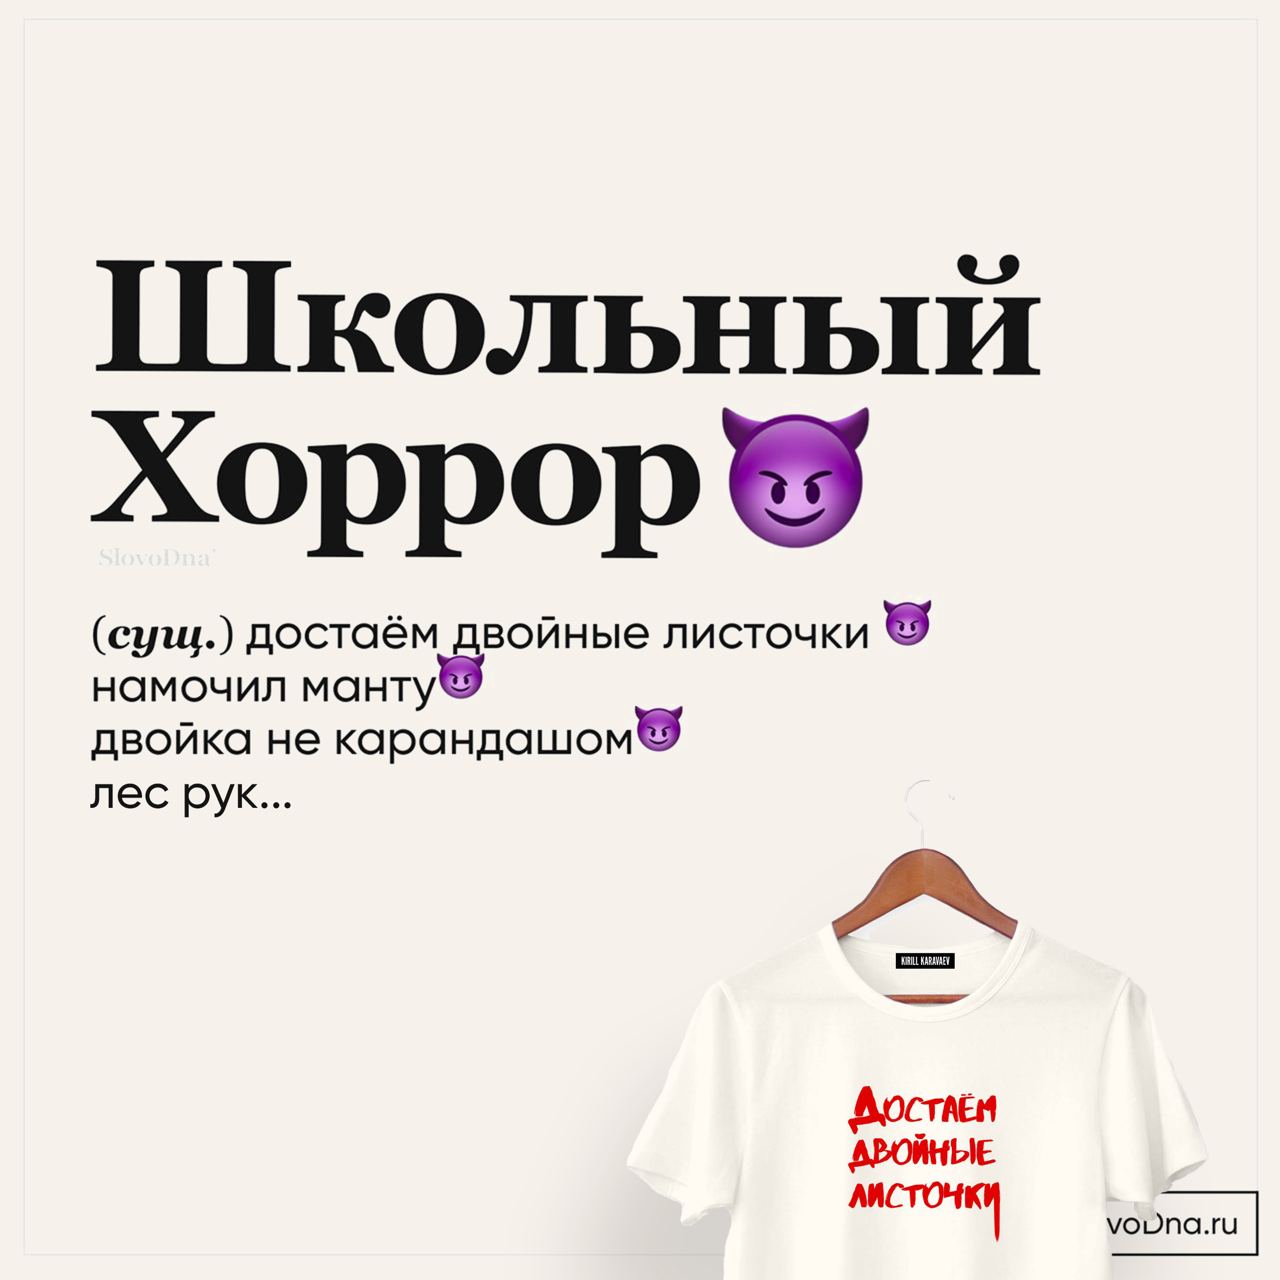 Школьный
Хоррор😈
SlovoDna
(сущ.) достаём двойные листочки 😈
намочил манту😈
двойка не карандашом😈
лес рук...
KIRILL KARAVAEV
Достаём
двойные
листочки
voDna.ru